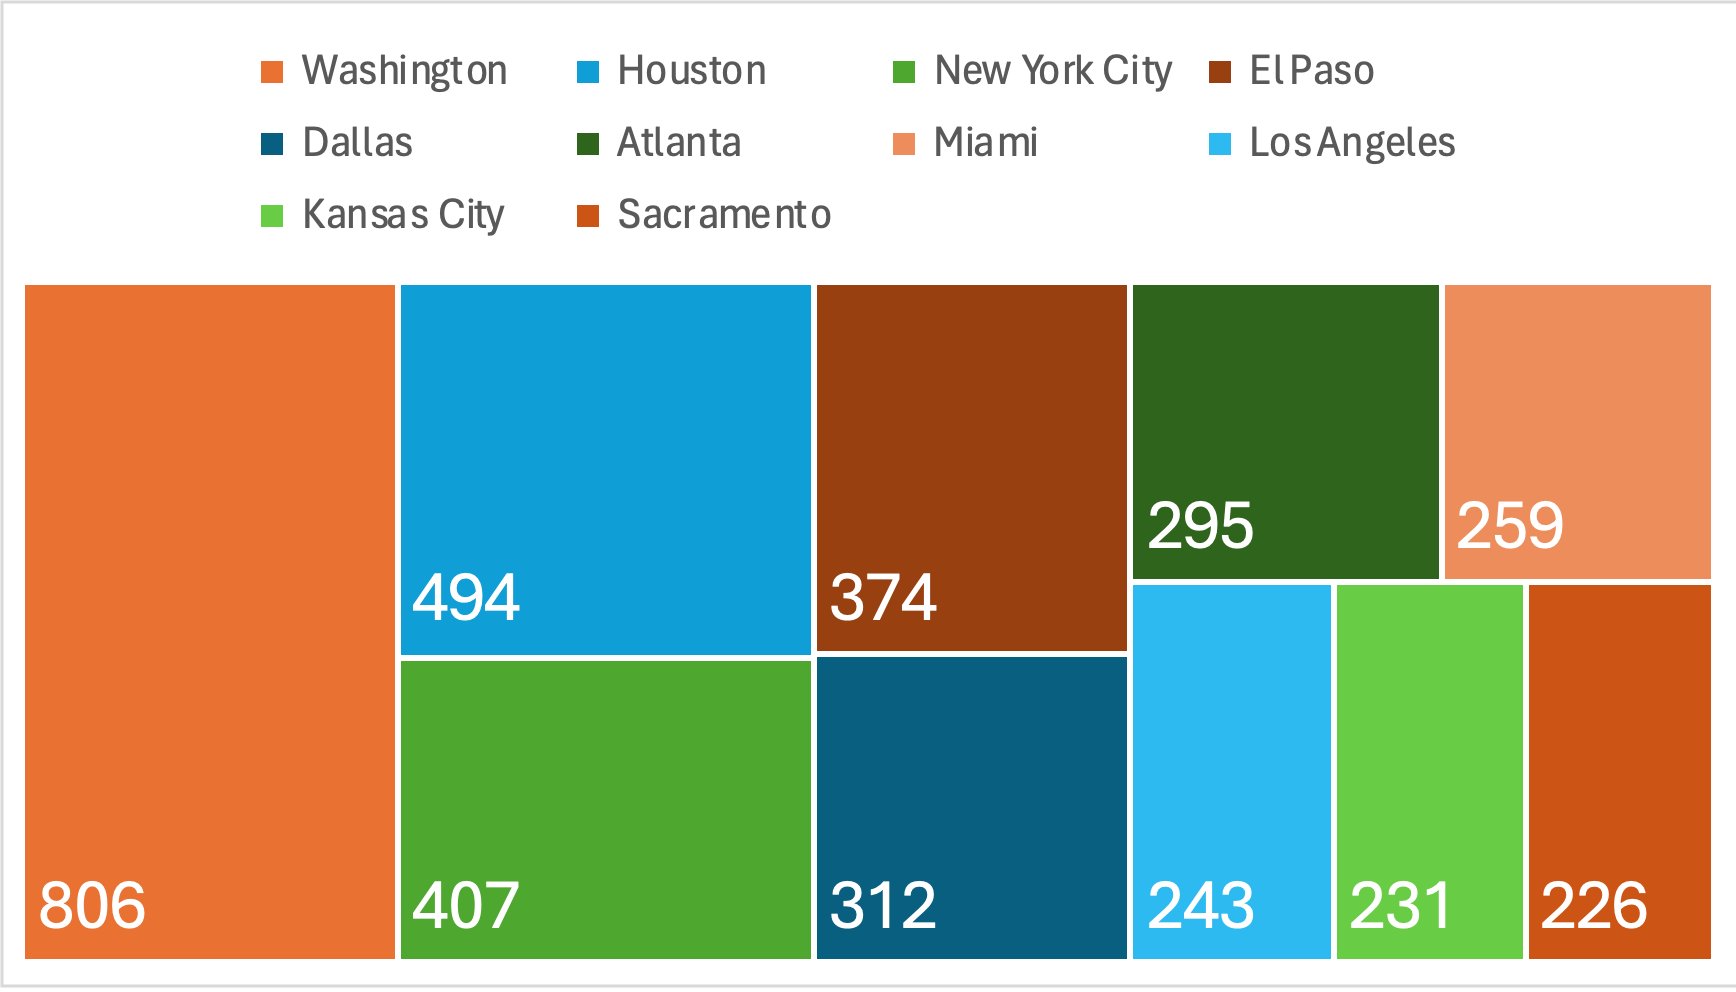 Washington Houston New York City El Paso
Dallas Atlanta Miami Los Angeles
Kansas City Sacramento
295 259
494 374
806 407 312 243 231 226